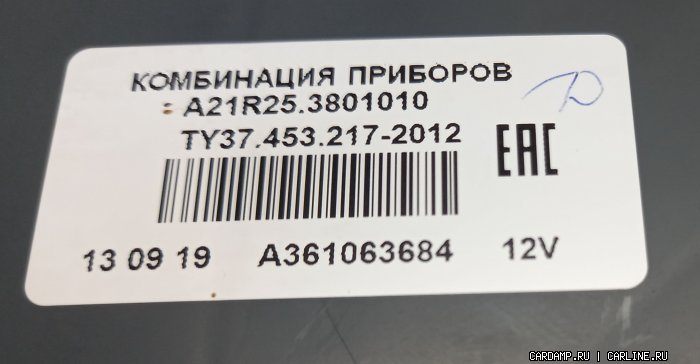 КОМБИНАЦИЯ ПРИБОРОВ
: A21R25.3801010
ТУ37.453.217-2012
EAC
13 09 19 A361063684 12V
CARDAMP.RU | CARLINE.RU